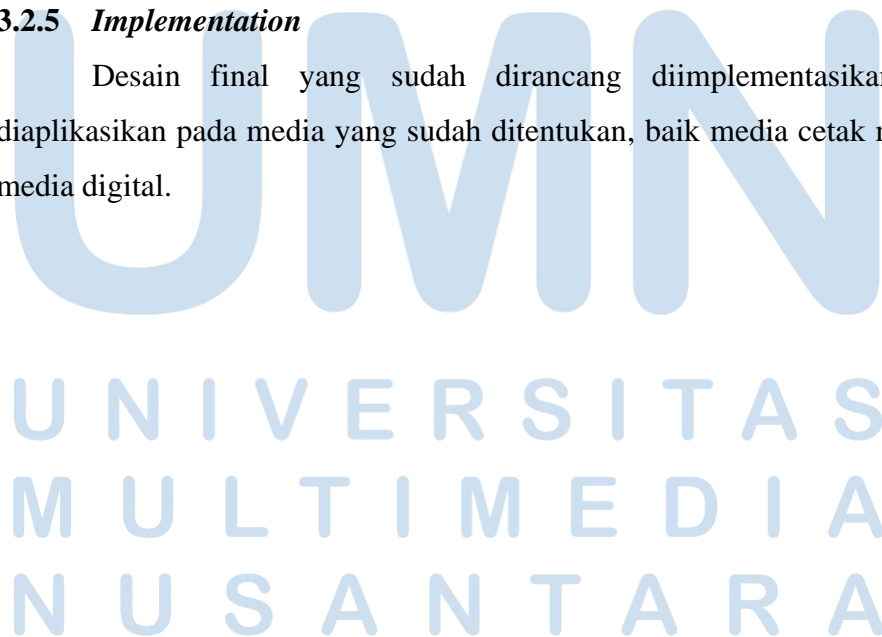 3.2.5 Implementation
Desain final yang sudah dirancang diimplementasikan
diaplikasikan pada media yang sudah ditentukan, baik media cetak
media digital.
UMN
UNIVERSITAS
MULTIMEDIA
NUSANTARA